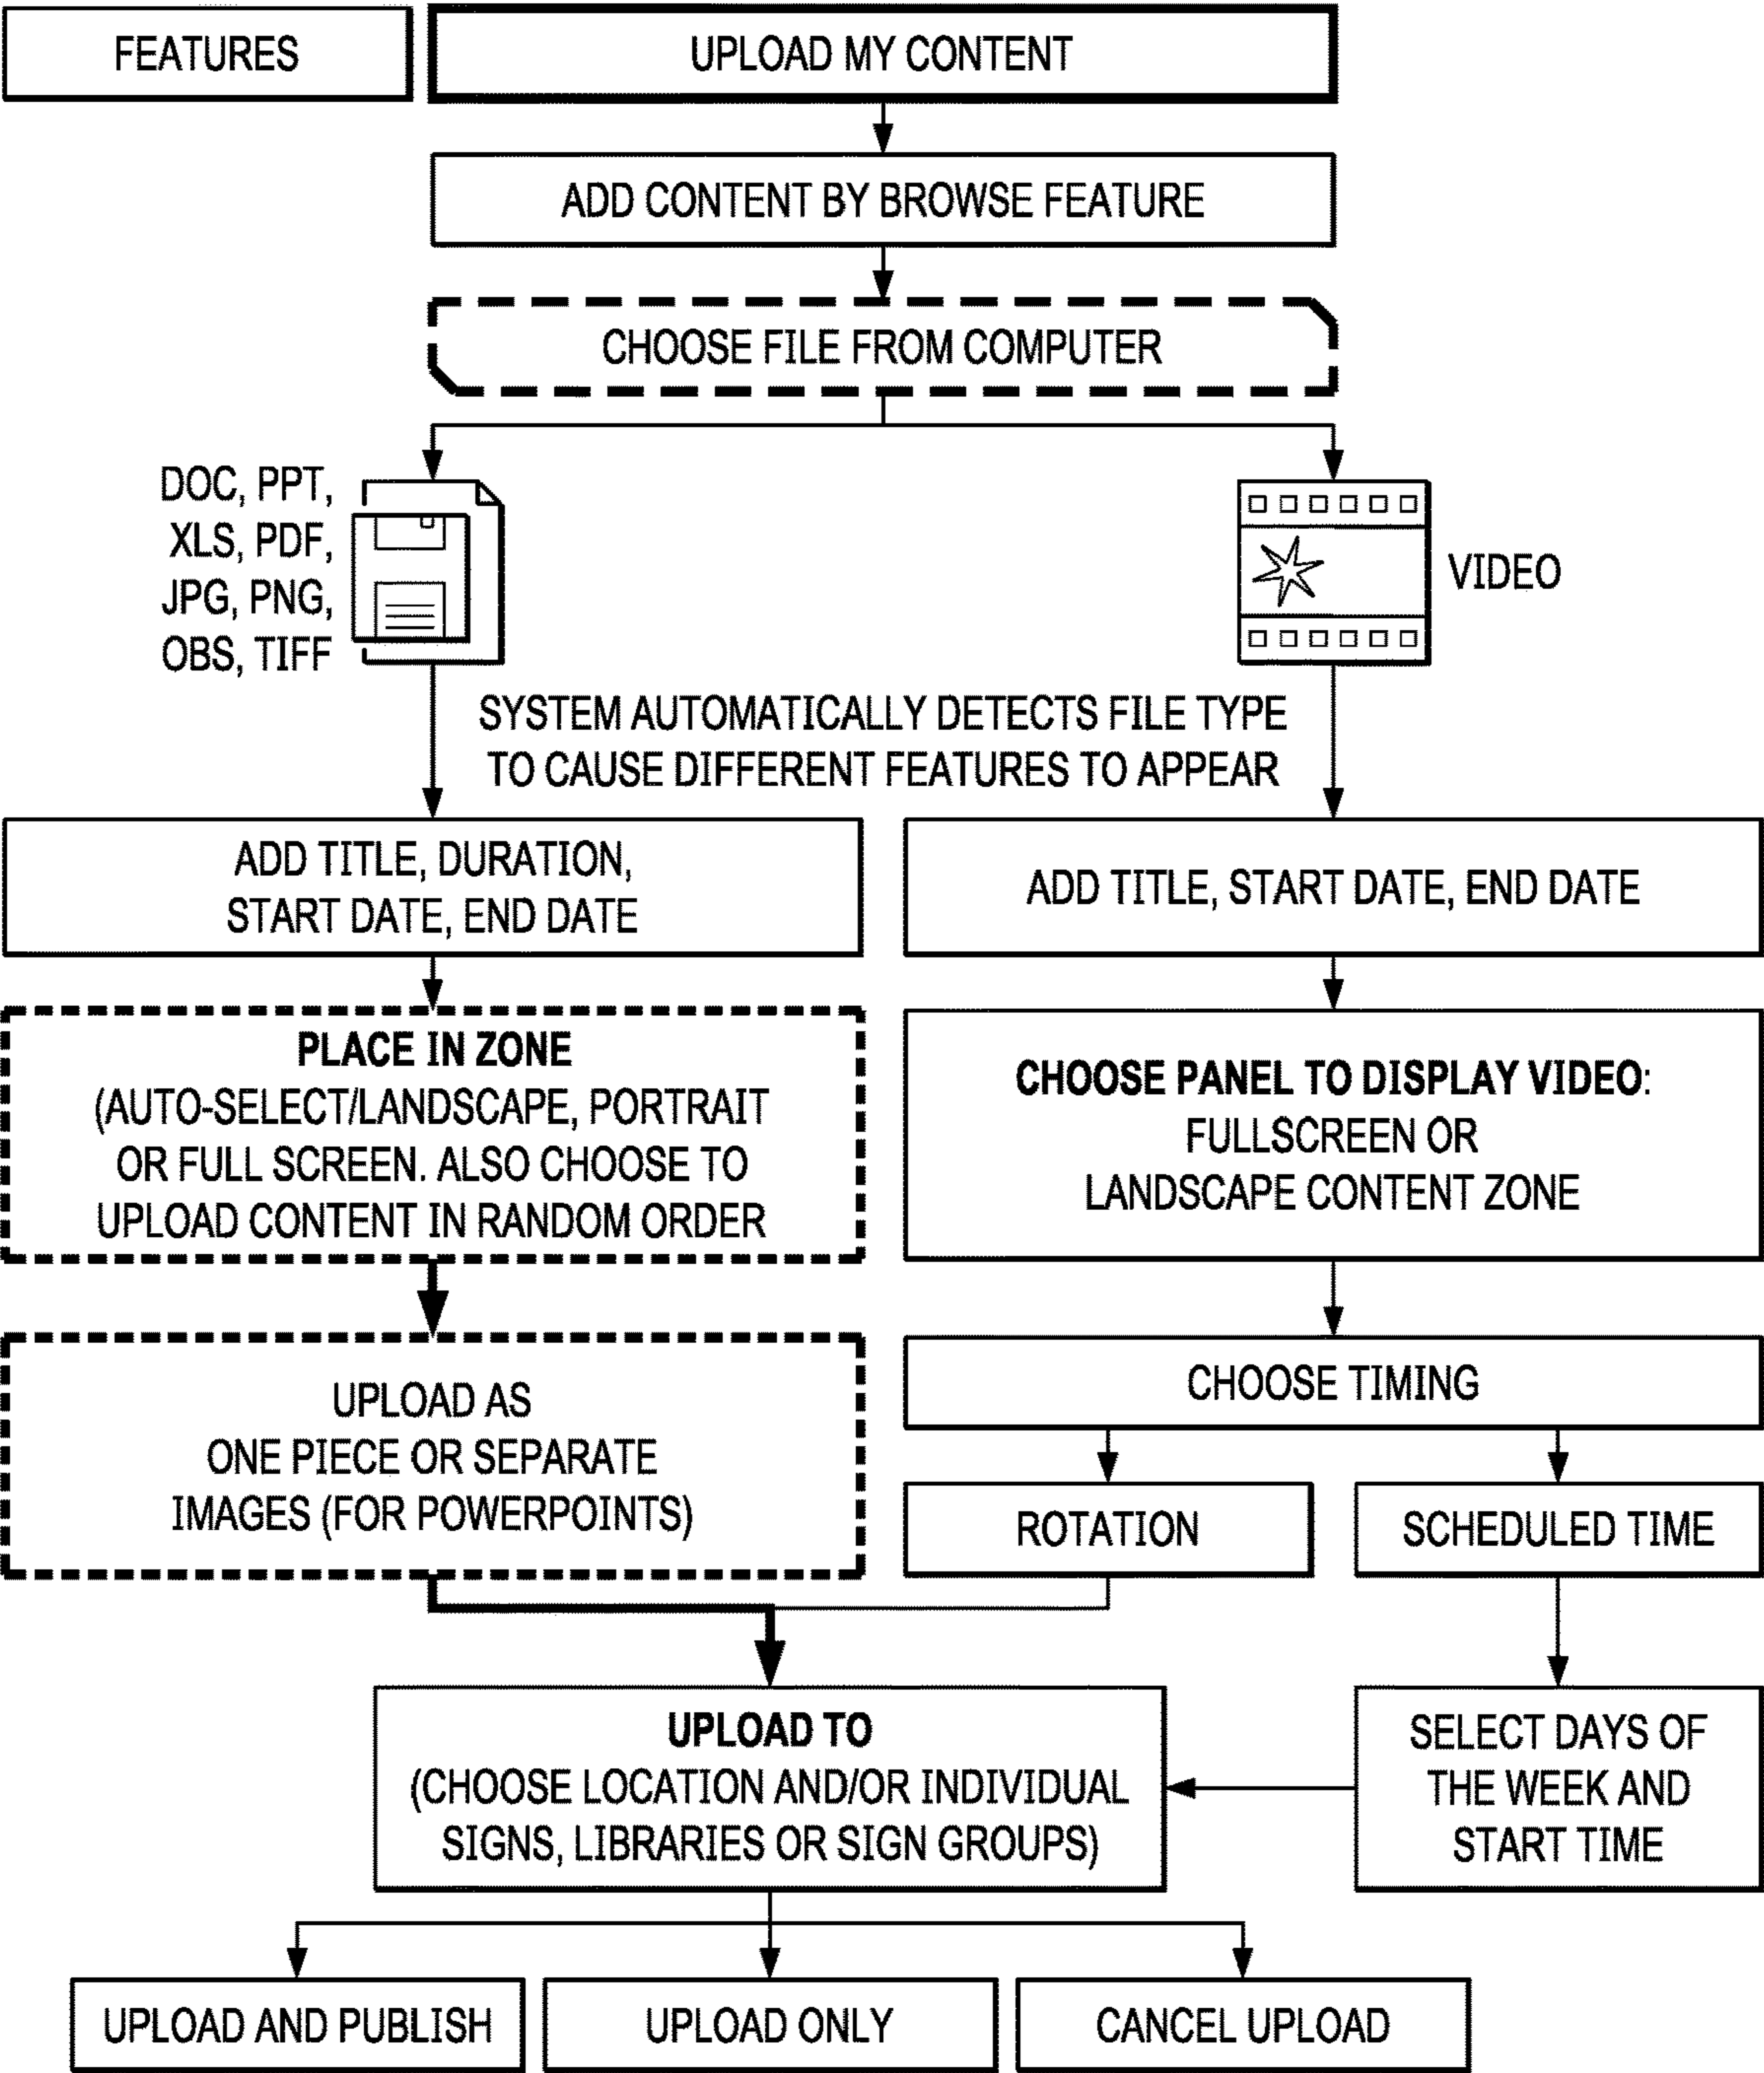 FEATURES
UPLOAD MY CONTENT
ADD CONTENT BY BROWSE FEATURE
CHOOSE FILE FROM COMPUTER
DOC, PPT,
XLS, PDF,
JPG, PNG,
OBS, TIFF
VIDEO
SYSTEM AUTOMATICALLY DETECTS FILE TYPE
TO CAUSE DIFFERENT FEATURES TO APPEAR
ADD TITLE, DURATION,
START DATE, END DATE
ADD TITLE, START DATE, END DATE
PLACE IN ZONE
(AUTO-SELECT/LANDSCAPE, PORTRAIT
OR FULL SCREEN. ALSO CHOOSE TO
UPLOAD CONTENT IN RANDOM ORDER
CHOOSE PANEL TO DISPLAY VIDEO:
FULLSCREEN OR
LANDSCAPE CONTENT ZONE
UPLOAD AS
ONE PIECE OR SEPARATE
IMAGES (FOR POWERPOINTS)
CHOOSE TIMING
ROTATION
SCHEDULED TIME
UPLOAD TO
(CHOOSE LOCATION AND/OR INDIVIDUAL
SIGNS, LIBRARIES OR SIGN GROUPS)
SELECT DAYS OF
THE WEEK AND
START TIME
UPLOAD AND PUBLISH
UPLOAD ONLY
CANCEL UPLOAD